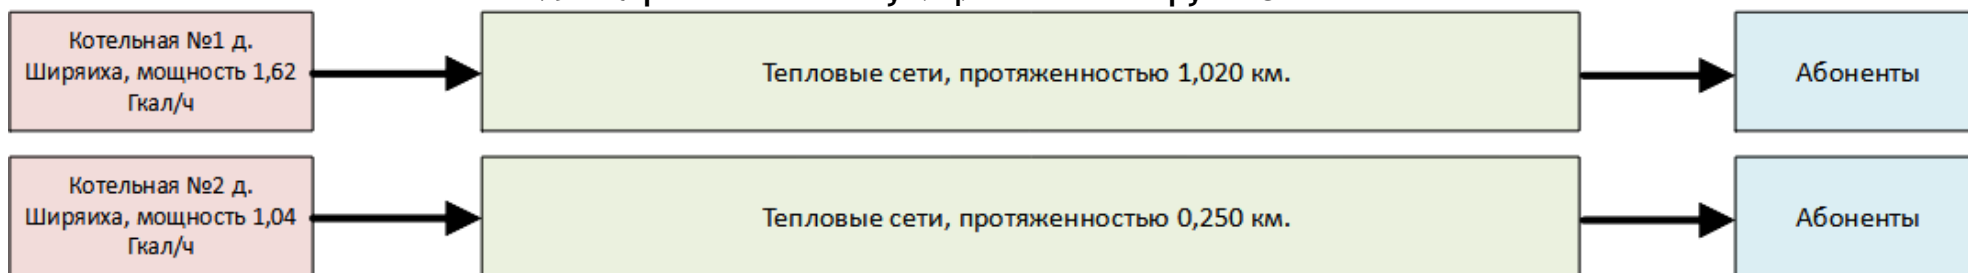 Котельная №1 д.
Ширяиха, мощность 1,62
Гкал/ч
Тепловые сети, протяженностью 1,020 км.
Абоненты
Котельная №2 д.
Ширяиха, мощность 1,04
Гкал/ч
Тепловые сети, протяженностью 0,250 км.
Абоненты